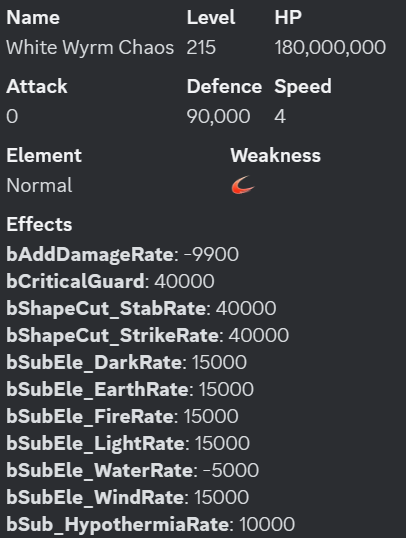 Name Level HP
White Wyrm Chaos 215 180,000,000
Attack Defence Speed
0 90,000 4
Element Weakness
Normal
Effects
bAddDamageRate: -9900
bCriticalGuard: 40000
bShapeCut_StabRate: 40000
bShapeCut_StrikeRate: 40000
bSubEle_DarkRate: 15000
bSubEle_EarthRate: 15000
bSubEle_FireRate: 15000
bSubEle_LightRate: 15000
bSubEle_WaterRate: -5000
bSubEle_WindRate: 15000
bSub_HypothermiaRate: 10000